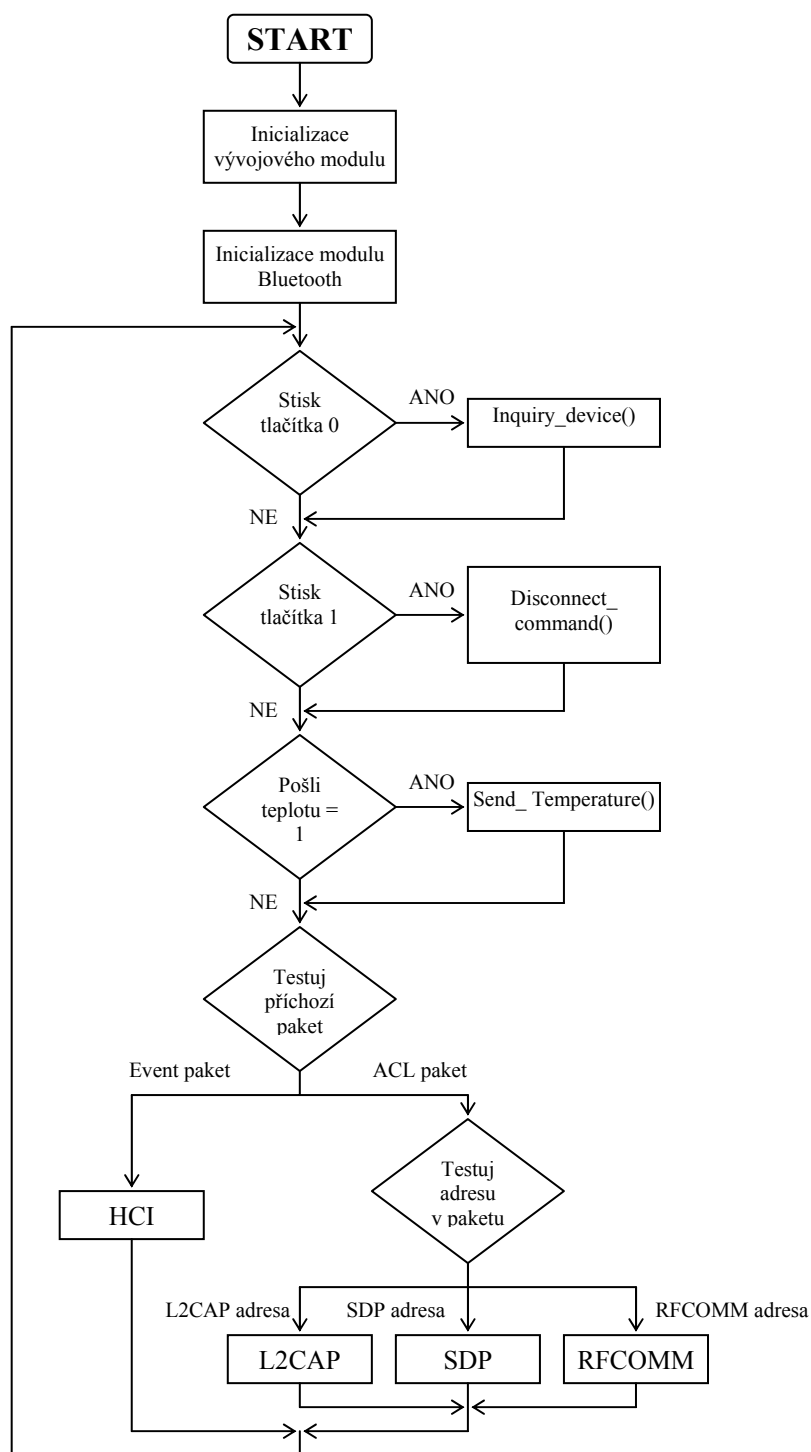 START
Inicializace
vývojového modulu
Inicializace modulu
Bluetooth
Stisk
tlačítka 0
ANO
Inquiry_device()
NE
Stisk
tlačítka 1
ANO
Disconnect_
command()
NE
Pošli
teplotu =
1
ANO
Send_ Temperature()
NE
Testuj
příchozí
paket
Event paket
ACL paket
Testuj
adresu
v paketu
HCI
L2CAP adresa
SDP adresa
RFCOMM adresa
L2CAP
SDP
RFCOMM